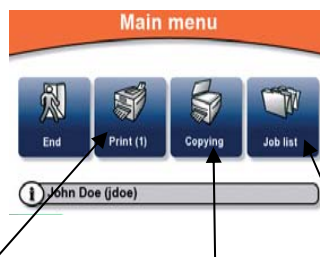 Main menu
End Print (1) Copying Job list
i John Doe (jdoe)